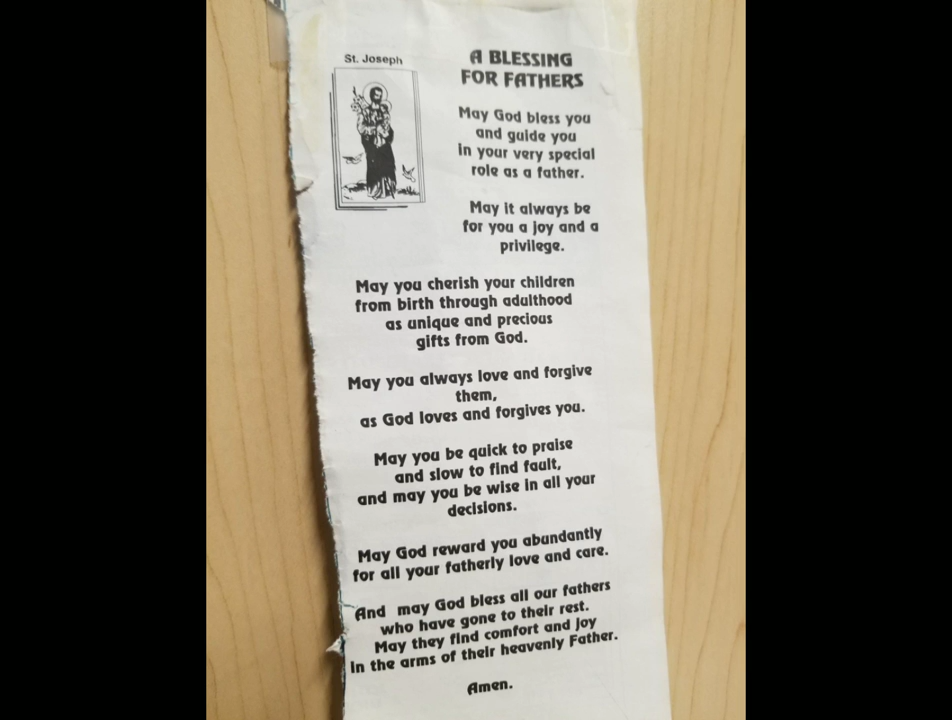 St. Joseph
A BLESSING
FOR FATHERS
May God bless you
and guide you
in your very special
role as a father.
May it always be
for you a joy and a
privilege.
May you cherish your children
from birth through adulthood
as unique and precious
gifts from God.
May you always love and forgive
them,
as God loves and forgives you.
May you be quick to praise
and slow to find fault,
and may you be wise in all your
decisions.
May God reward you abundantly
for all your fatherly love and care.
And may God bless all our fathers
who have gone to their rest.
May they find comfort and joy
in the arms of their heavenly Father.
Amen.